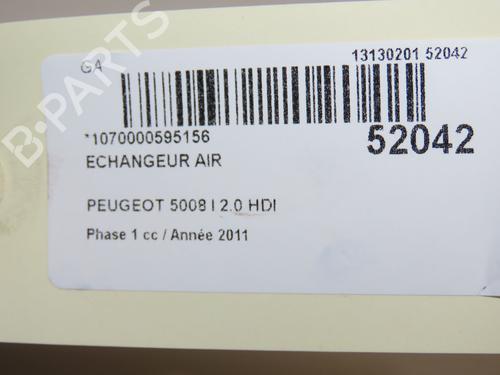 GA
13130201 52042
*1070000595156
52042
ECHANGEUR AIR
PEUGEOT 5008 I 2.0 HDI
Phase 1 cc / Année 2011
B-PARTS